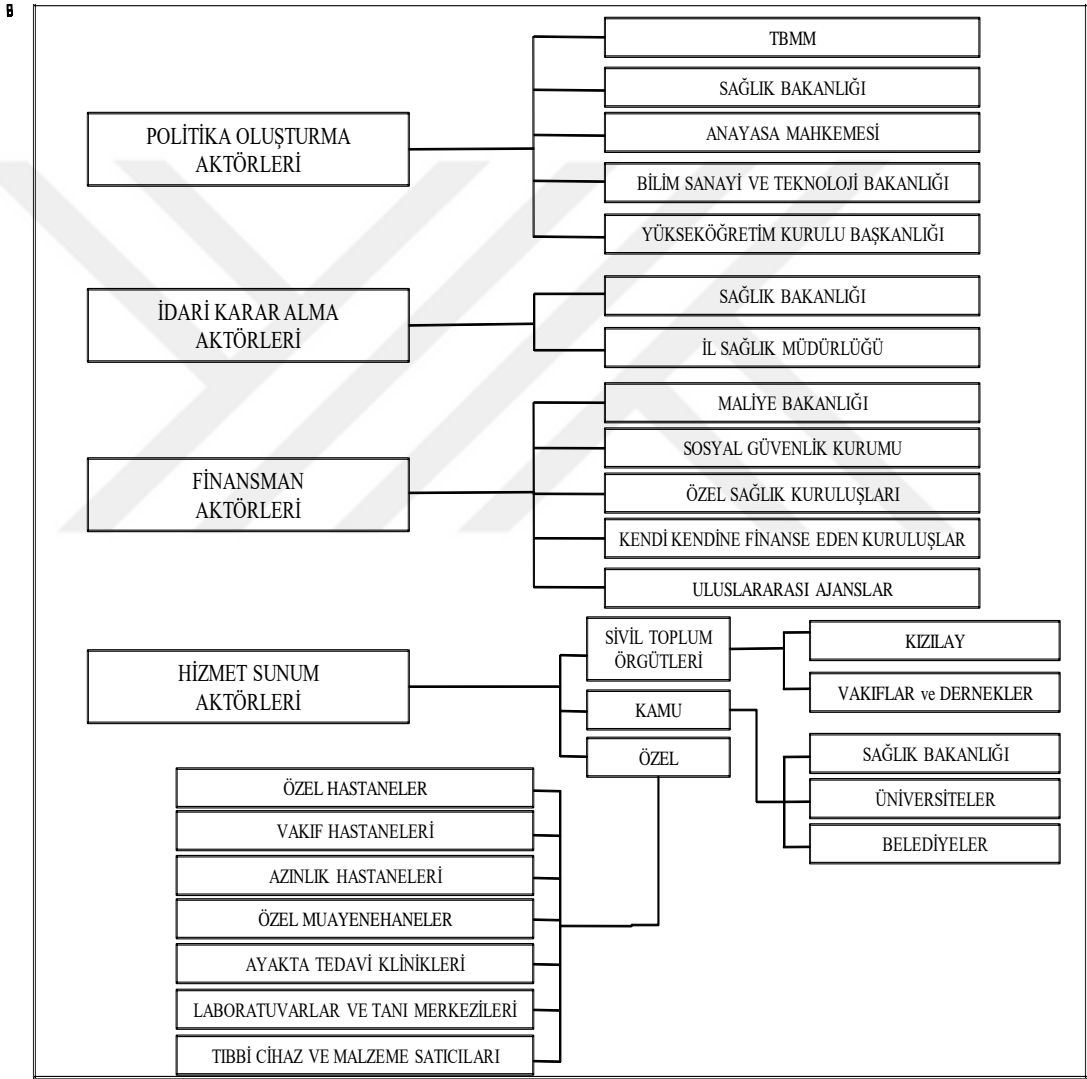 TBMM
SAĞLIK BAKANLIĞI
POLİTİKA OLUŞTURMA
AKTÖRLERİ
ANAYASA MAHKEMESİ
BİLİM SANAYİ VE TEKNOLOJİ BAKANLIĞI
YÜKSEKÖĞRETİM KURULU BAŞKANLIĞI
İDARİ KARAR ALMA
AKTÖRLERİ
SAĞLIK BAKANLIĞI
İL SAĞLIK MÜDÜRLÜĞÜ
FİNANSMAN
AKTÖRLERİ
MALİYE BAKANLIĞI
SOSYAL GÜVENLİK KURUMU
ÖZEL SAĞLIK KURULUŞLARI
KENDİ KENDİNE FİNANSE EDEN KURULUŞLAR
ULUSLARARASI AJANSLAR
HİZMET SUNUM
AKTÖRLERİ
SİVİL TOPLUM
ÖRGÜTLERİ
KIZILAY
VAKIFLAR ve DERNEKLER
KAMU
SAĞLIK BAKANLIĞI
ÜNİVERSİTELER
BELEDİYELER
ÖZEL
ÖZEL HASTANELER
VAKIF HASTANELERİ
AZINLIK HASTANELERİ
ÖZEL MUAYENEHANELER
AYAKTA TEDAVİ KLİNİKLERİ
LABORATUVARLAR VE TANI MERKEZİLERİ
TIBBİ CİHAZ VE MALZEME SATICILARI